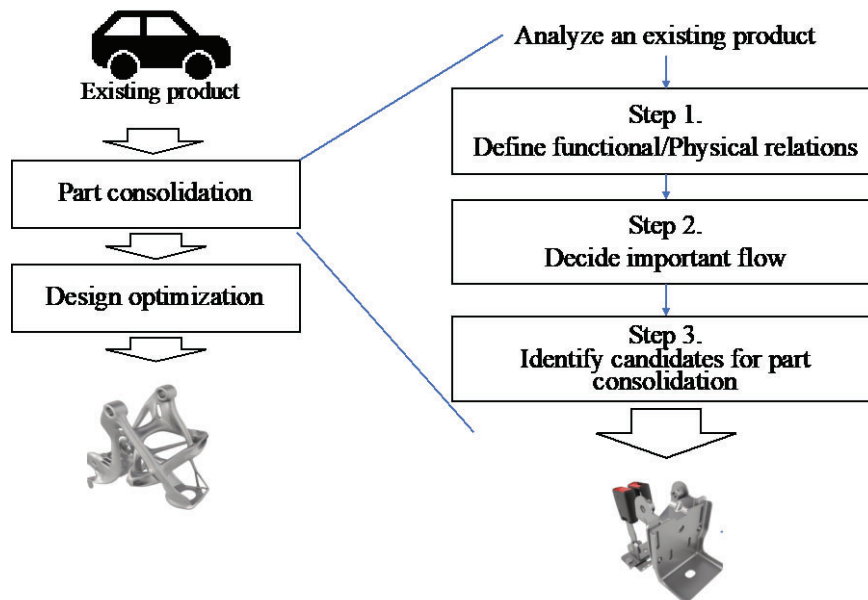 Existing product
Part consolidation
Design optimization
Analyze an existing product
Step 1.
Define functional/Physical relations
Step 2.
Decide important flow
Step 3.
Identify candidates for part
consolidation